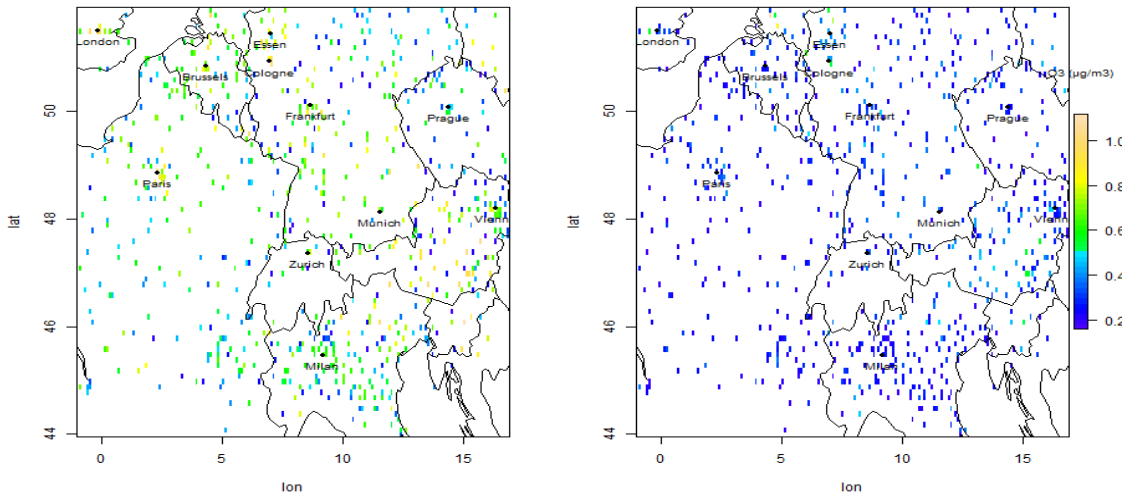 London
Essen
Brussels
Cologne
Frankfurt
Prague
Paris
Munich
Vienn
Zurich
Milan
44
46
48
50
lat
0
5
10
15
lon
London
Essen
Brussels
Cologne
Frankfurt
Prague
Paris
Munich
Vienn
Zurich
Milan
44
46
48
50
lat
0
5
10
15
lon
O3 (µg/m3)
1.0
0.8
0.6
0.4
0.2